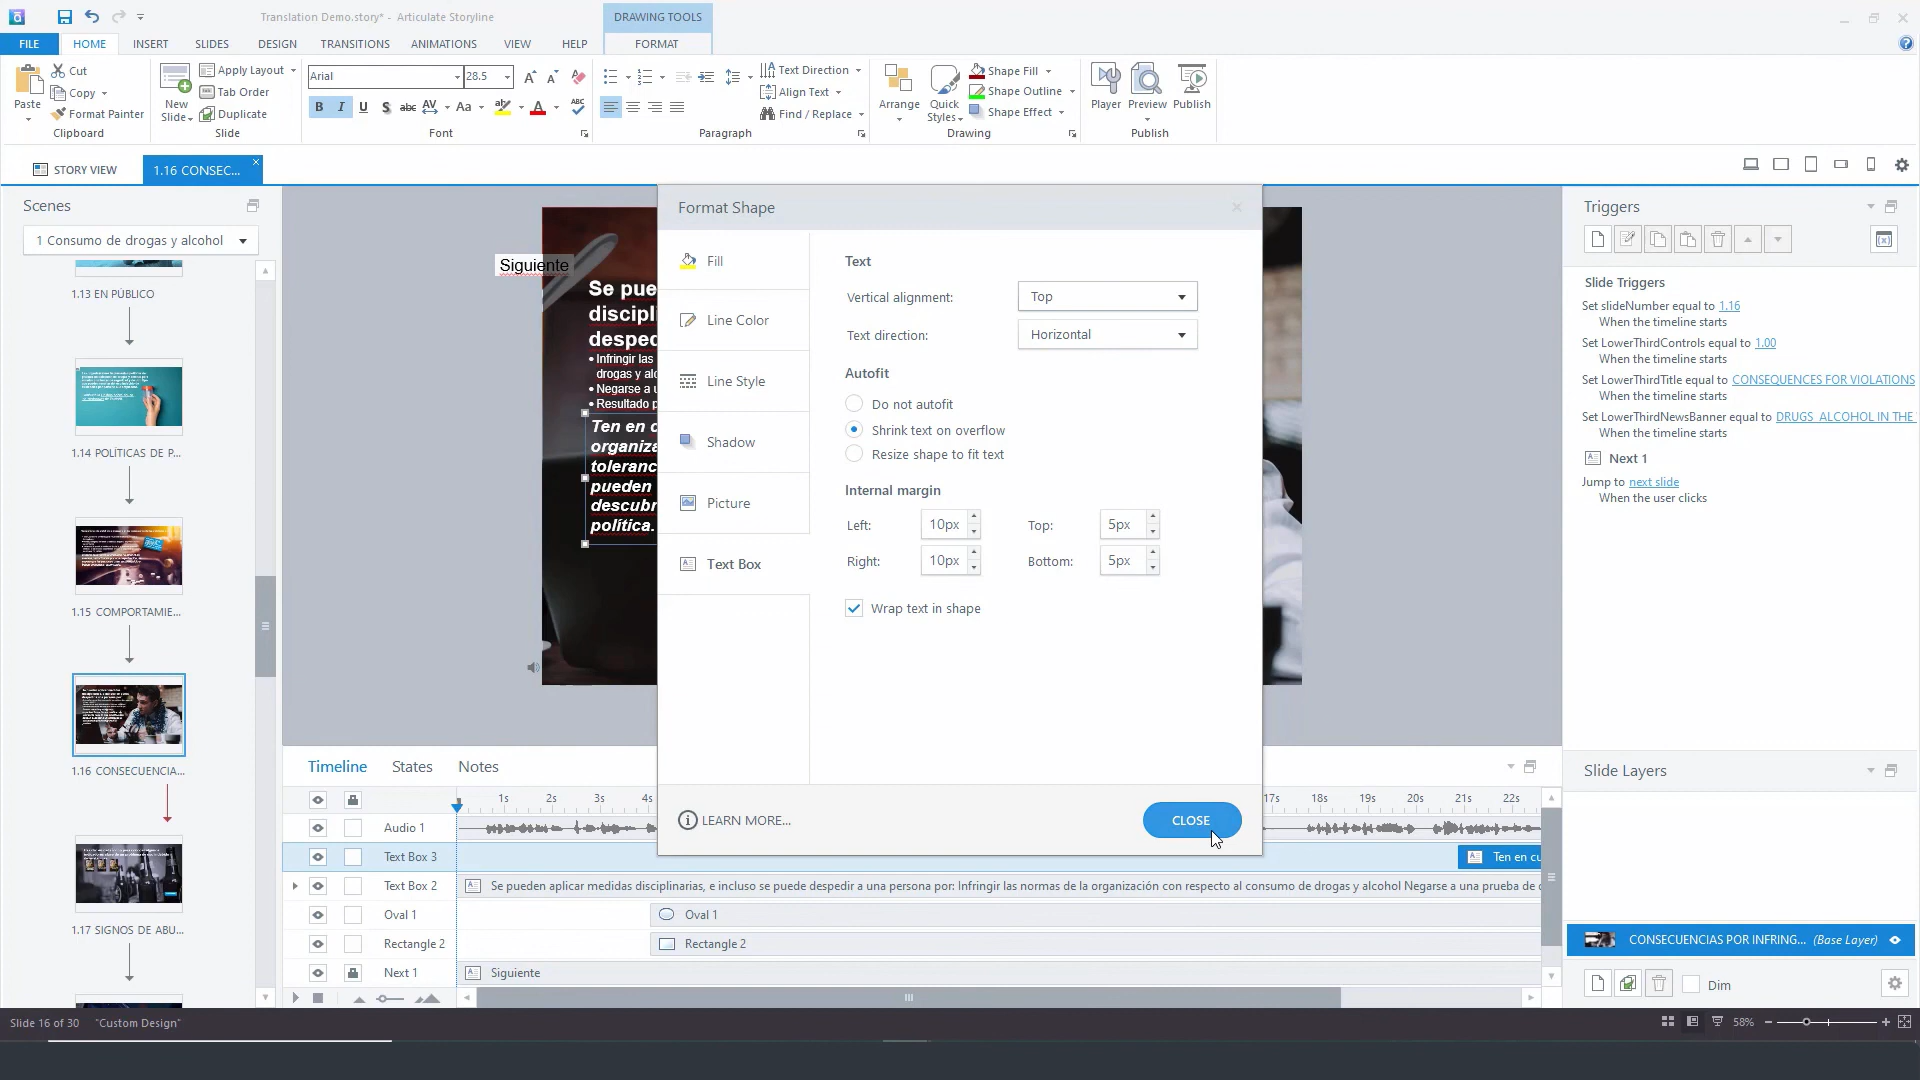 Translation Demo.story* - Articulate Storyline
DRAWING TOOLS
FILE
HOME
INSERT
SLIDES
DESIGN
TRANSITIONS
ANIMATIONS
VIEW
HELP
FORMAT
Paste
Cut
Copy
Format Painter
Clipboard
New Slide
Apply Layout
Tab Order
Duplicate
Slide
Arial
28.5
B I U S abc AV Aa
ABC
Font
Text Direction
Align Text
Find / Replace
Paragraph
Arrange
Quick Styles
Shape Fill
Shape Outline
Shape Effect
Drawing
Player
Preview
Publish
Publish
STORY VIEW
1.16 CONSEC...
Scenes
1 Consumo de drogas y alcohol
1.13 EN PÚBLICO
1.14 POLÍTICAS DE P...
1.15 COMPORTAMIE...
1.16 CONSECUENCIA...
1.17 SIGNOS DE ABU...
Siguiente
Se pue
discipli
despec
• Infringir las
drogas y alc
• Negarse a u
• Resultado p
Ten en c
organiza
toleranc
pueden
descubr
política.
Format Shape
Fill
Line Color
Line Style
Shadow
Picture
Text Box
Text
Vertical alignment: Top
Text direction: Horizontal
Autofit
Do not autofit
Shrink text on overflow
Resize shape to fit text
Internal margin
Left: 10px Top: 5px
Right: 10px Bottom: 5px
Wrap text in shape
LEARN MORE...
CLOSE
Triggers
Slide Triggers
Set slideNumber equal to 1.16
When the timeline starts
Set LowerThirdControls equal to 1.00
When the timeline starts
Set LowerThirdTitle equal to CONSEQUENCES FOR VIOLATIONS
When the timeline starts
Set LowerThirdNewsBanner equal to DRUGS ALCOHOL IN THE
When the timeline starts
Next 1
Jump to next slide
When the user clicks
Timeline
States
Notes
1s 2s 3s 4s 17s 18s 19s 20s 21s 22s
Audio 1
Text Box 3
Ten en cu
Text Box 2
Se pueden aplicar medidas disciplinarias, e incluso se puede despedir a una persona por: Infringir las normas de la organización con respecto al consumo de drogas y alcohol Negarse a una prueba de
Oval 1
Oval 1
Rectangle 2
Rectangle 2
Next 1
Siguiente
Slide Layers
CONSECUENCIAS POR INFRING... (Base Layer)
Dim
Slide 16 of 30
"Custom Design"
58%